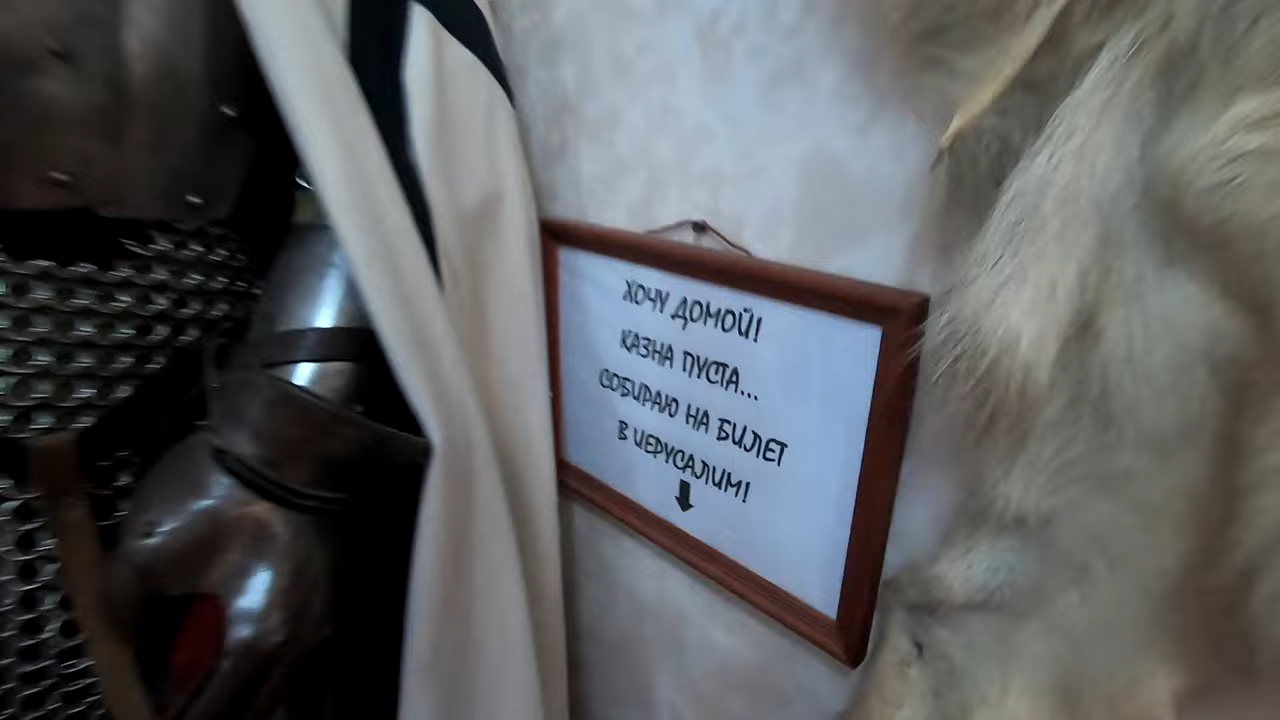 ХОЧУ ДОМОЙ!
КАЗНА ПУСТА...
СОБИРАЮ НА БИЛЕТ
В ИЕРУСАЛИМ!